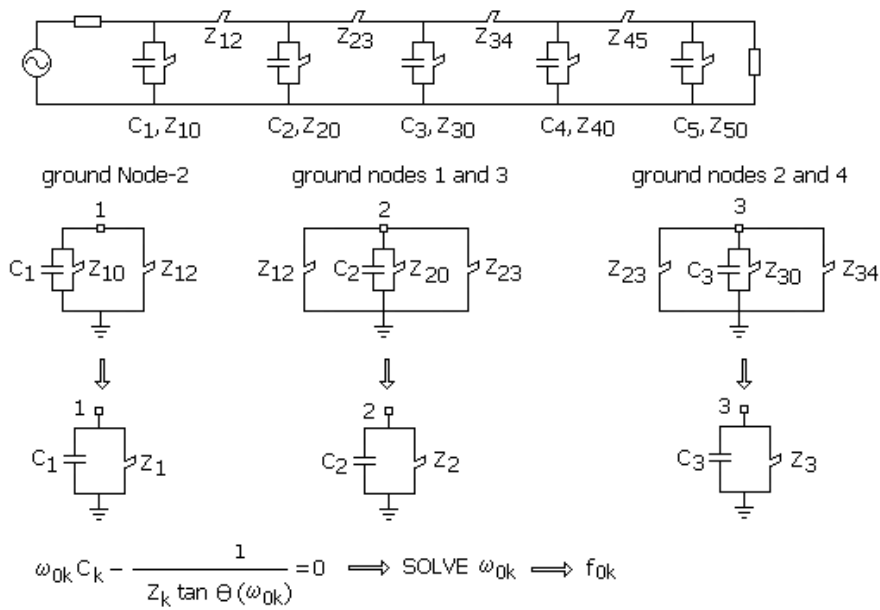 Z12 Z23 Z34 Z45
C1, Z10 C2, Z20 C3, Z30 C4, Z40 C5, Z50
ground Node-2 ground nodes 1 and 3 ground nodes 2 and 4
1 2 3
C1 Z10 Z12 Z12 C2 Z20 Z23 Z23 C3 Z30 Z34
1 2 3
C1 Z1 C2 Z2 C3 Z3
ω0k Ck - 1 / Zk tan θ (ω0k) = 0 ⟹ SOLVE ω0k ⟹ f0k